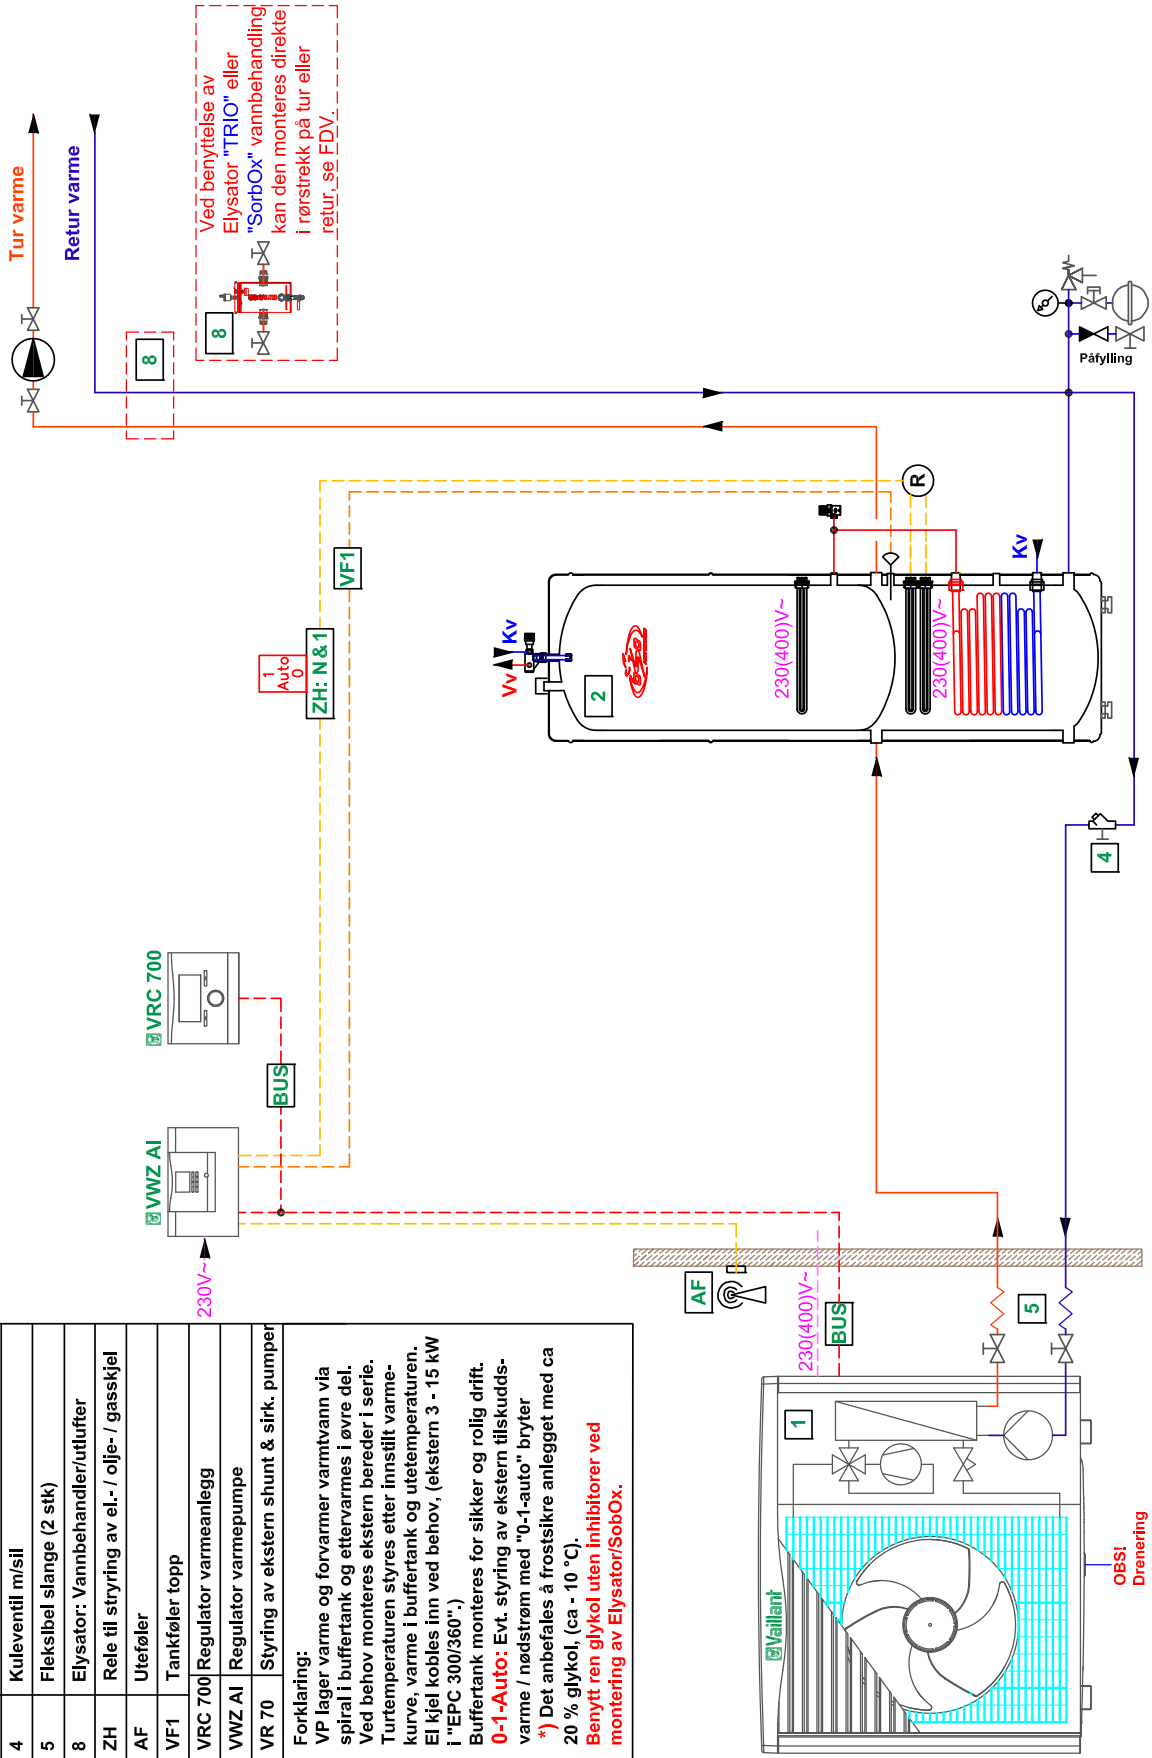 Tur varme
Retur varme
Ved benyttelse av
Elysator "TRIO" eller
"SorbOx" vannbehandling
kan den monteres direkte
i rørstrekk på tur eller
retur, se FDV.
8
8
Påfylling
VF1
ZH: N&1
1
Auto
0
R
Kv
Vv
Kv
2
230(400)V~
230(400)V~
4
VRC 700
VWZ AI
BUS
230V~
AF
230(400)V~
BUS
5
1
Vaillant
OBS!
Drenering
4 Kuleventil m/sil
5 Fleksibel slange (2 stk)
8 Elysator: Vannbehandler/utlufter
ZH Rele til stryring av el.- / olje- / gasskjel
AF Uteføler
VF1 Tankføler topp
VRC 700 Regulator varmeanlegg
VWZ AI Regulator varmepumpe
VR 70 Styring av ekstern shunt & sirk. pumper
Forklaring:
VP lager varme og forvarmer varmtvann via
spiral i buffertank og ettervarmes i øvre del.
Ved behov monteres ekstern bereder i serie.
Turtemperaturen styres etter innstilt varme-
kurve, varme i buffertank og utetemperaturen.
El kjel kobles inn ved behov, (ekstern 3 - 15 kW
i "EPC 300/360".)
Buffertank monteres for sikker og rolig drift.
0-1-Auto: Evt. styring av ekstern tilskudds-
varme / nødstrøm med "0-1-auto" bryter
*) Det anbefales å frostsikre anlegget med ca
20 % glykol, (ca - 10 °C).
Benytt ren glykol uten inhibitorer ved
montering av Elysator/SobOx.